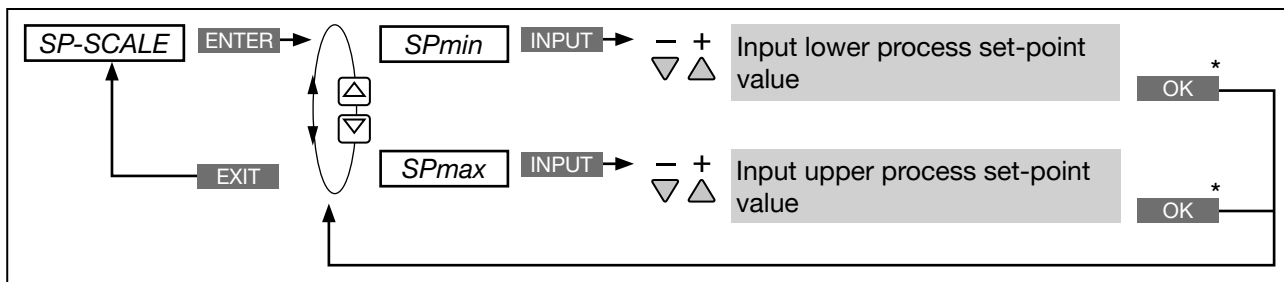 SP-SCALE ENTER SPmin INPUT − + Input lower process set-point
value
*
OK
EXIT SPmax INPUT − + Input upper process set-point
value
*
OK